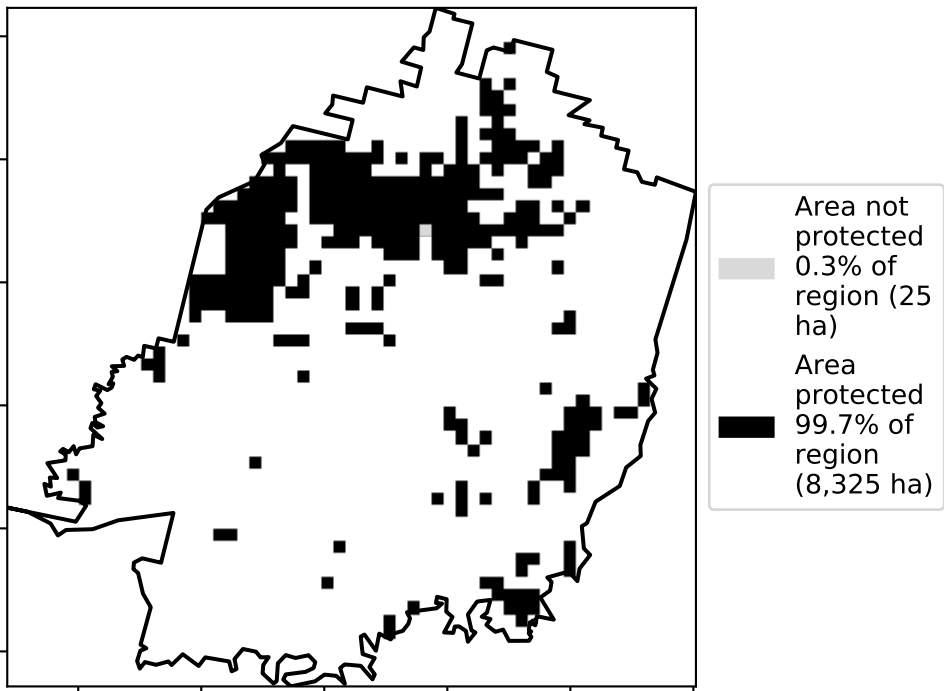 Area not
protected
0.3% of
region (25
ha)
Area
protected
99.7% of
region
(8,325 ha)